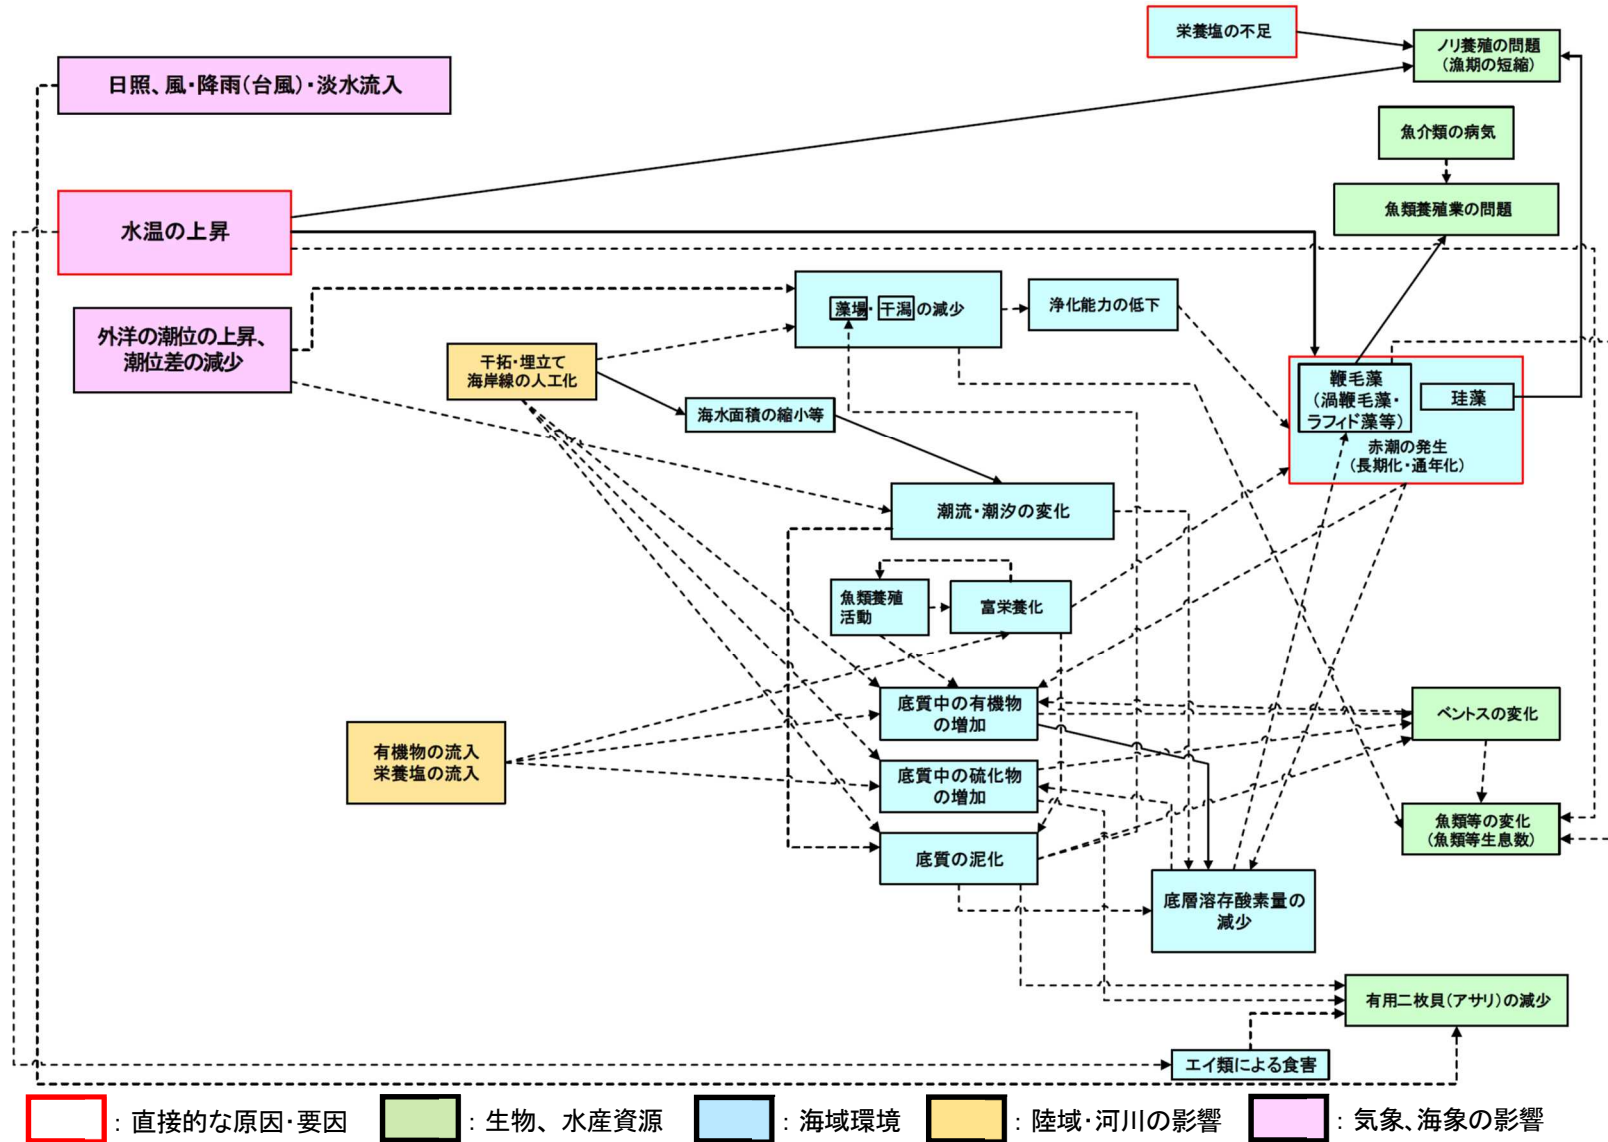 栄養塩の不足
ノリ養殖の問題
(漁期の短縮)
日照、風・降雨(台風)・淡水流入
魚介類の病気
魚類養殖業の問題
水温の上昇
藻場・干潟の減少
浄化能力の低下
外洋の潮位の上昇、
潮位差の減少
干拓・埋立て
海岸線の人工化
海水面積の縮小等
鞭毛藻
(渦鞭毛藻・
ラフィド藻等)
珪藻
赤潮の発生
(長期化・通年化)
潮流・潮汐の変化
魚類養殖
活動
富栄養化
底質中の有機物
の増加
ベントスの変化
有機物の流入
栄養塩の流入
底質中の硫化物
の増加
魚類等の変化
(魚類等生息数)
底質の泥化
底層溶存酸素量の
減少
有用二枚貝(アサリ)の減少
エイ類による食害
: 直接的な原因・要因
: 生物、水産資源
: 海域環境
: 陸域・河川の影響
: 気象、海象の影響